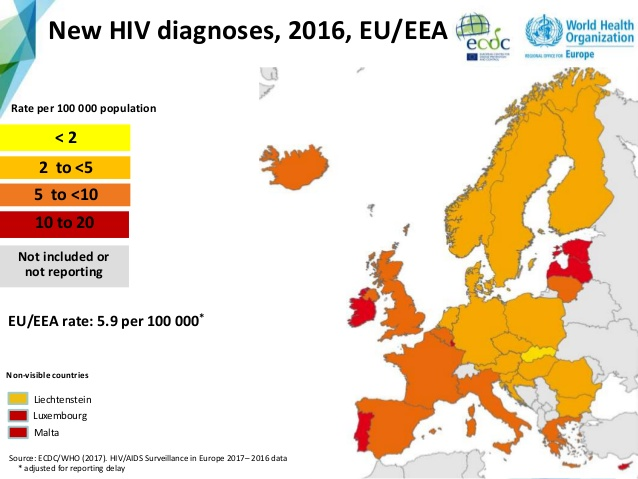 New HIV diagnoses, 2016, EU/EEA
ecdc
World Health
Organization
REGIONAL OFFICE FOR Europe
Rate per 100 000 population
< 2
2 to <5
5 to <10
10 to 20
Not included or
not reporting
EU/EEA rate: 5.9 per 100 000*
Non-visible countries
Liechtenstein
Luxembourg
Malta
Source: ECDC/WHO (2017). HIV/AIDS Surveillance in Europe 2017– 2016 data
* adjusted for reporting delay